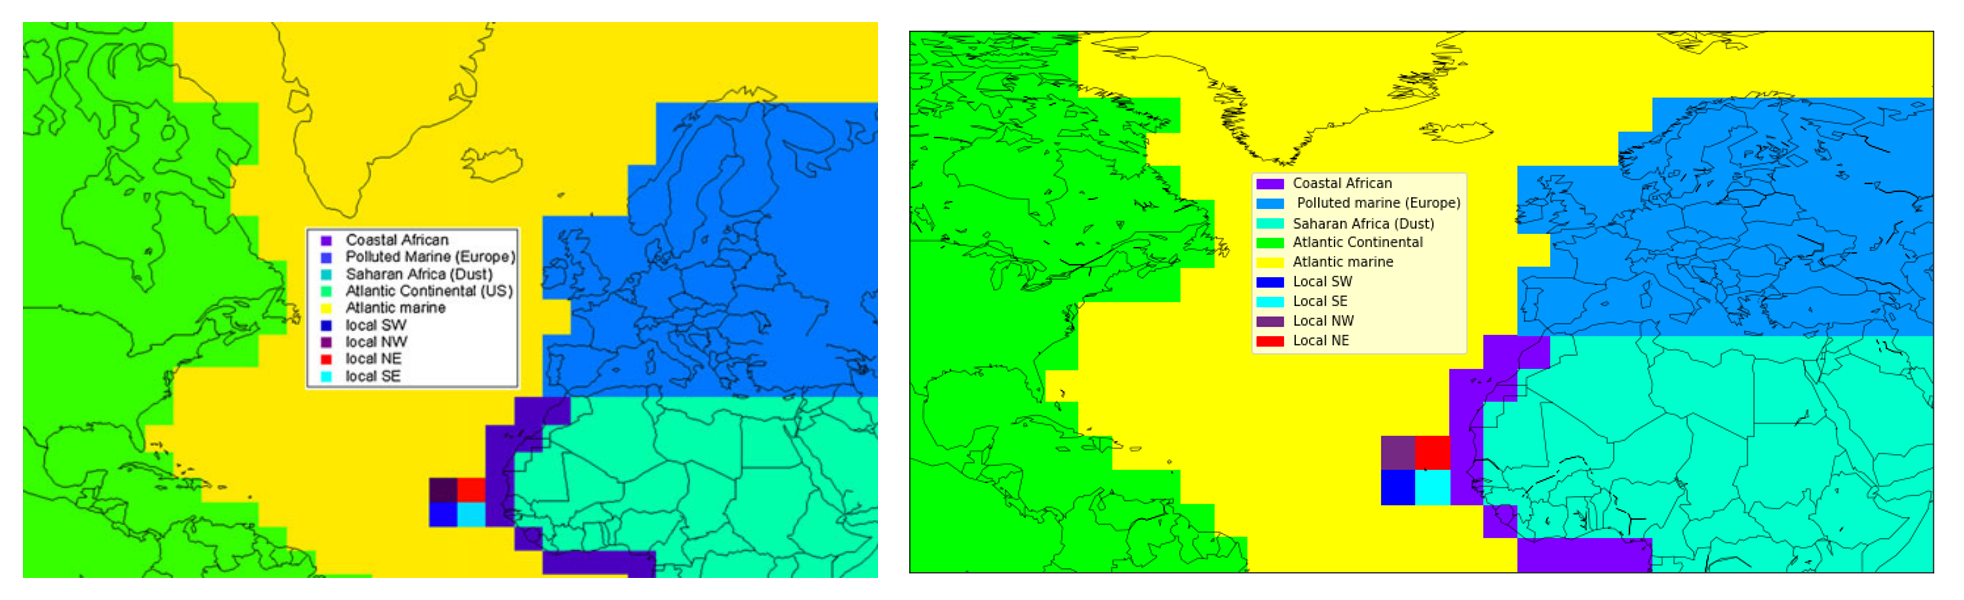 Coastal African
Polluted Marine (Europe)
Saharan Africa (Dust)
Atlantic Continental (US)
Atlantic marine
local SW
local NW
local NE
local SE
Coastal African
Polluted marine (Europe)
Saharan Africa (Dust)
Atlantic Continental
Atlantic marine
Local SW
Local SE
Local NW
Local NE